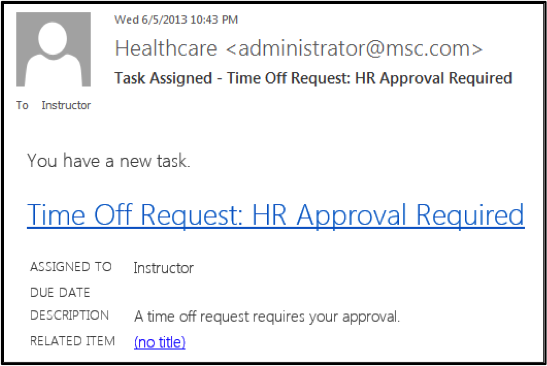 Wed 6/5/2013 10:43 PM
Healthcare <administrator@msc.com>
Task Assigned - Time Off Request: HR Approval Required
To Instructor
You have a new task.
Time Off Request: HR Approval Required
ASSIGNED TO Instructor
DUE DATE
DESCRIPTION A time off request requires your approval.
RELATED ITEM (no title)